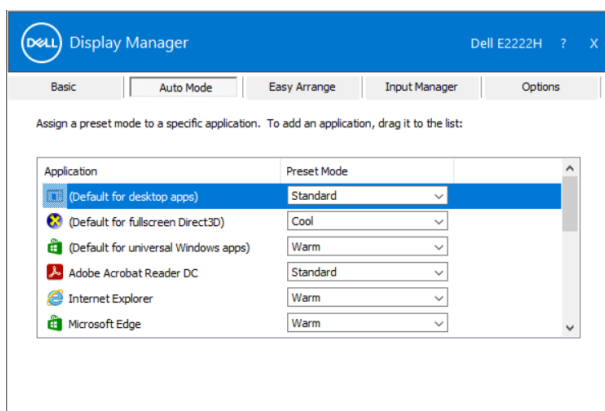 DELL Display Manager Dell E2222H ? X
Basic Auto Mode Easy Arrange Input Manager Options
Assign a preset mode to a specific application. To add an application, drag it to the list:
Application Preset Mode
(Default for desktop apps) Standard
(Default for fullscreen Direct3D) Cool
(Default for universal Windows apps) Warm
Adobe Acrobat Reader DC Standard
Internet Explorer Warm
Microsoft Edge Warm